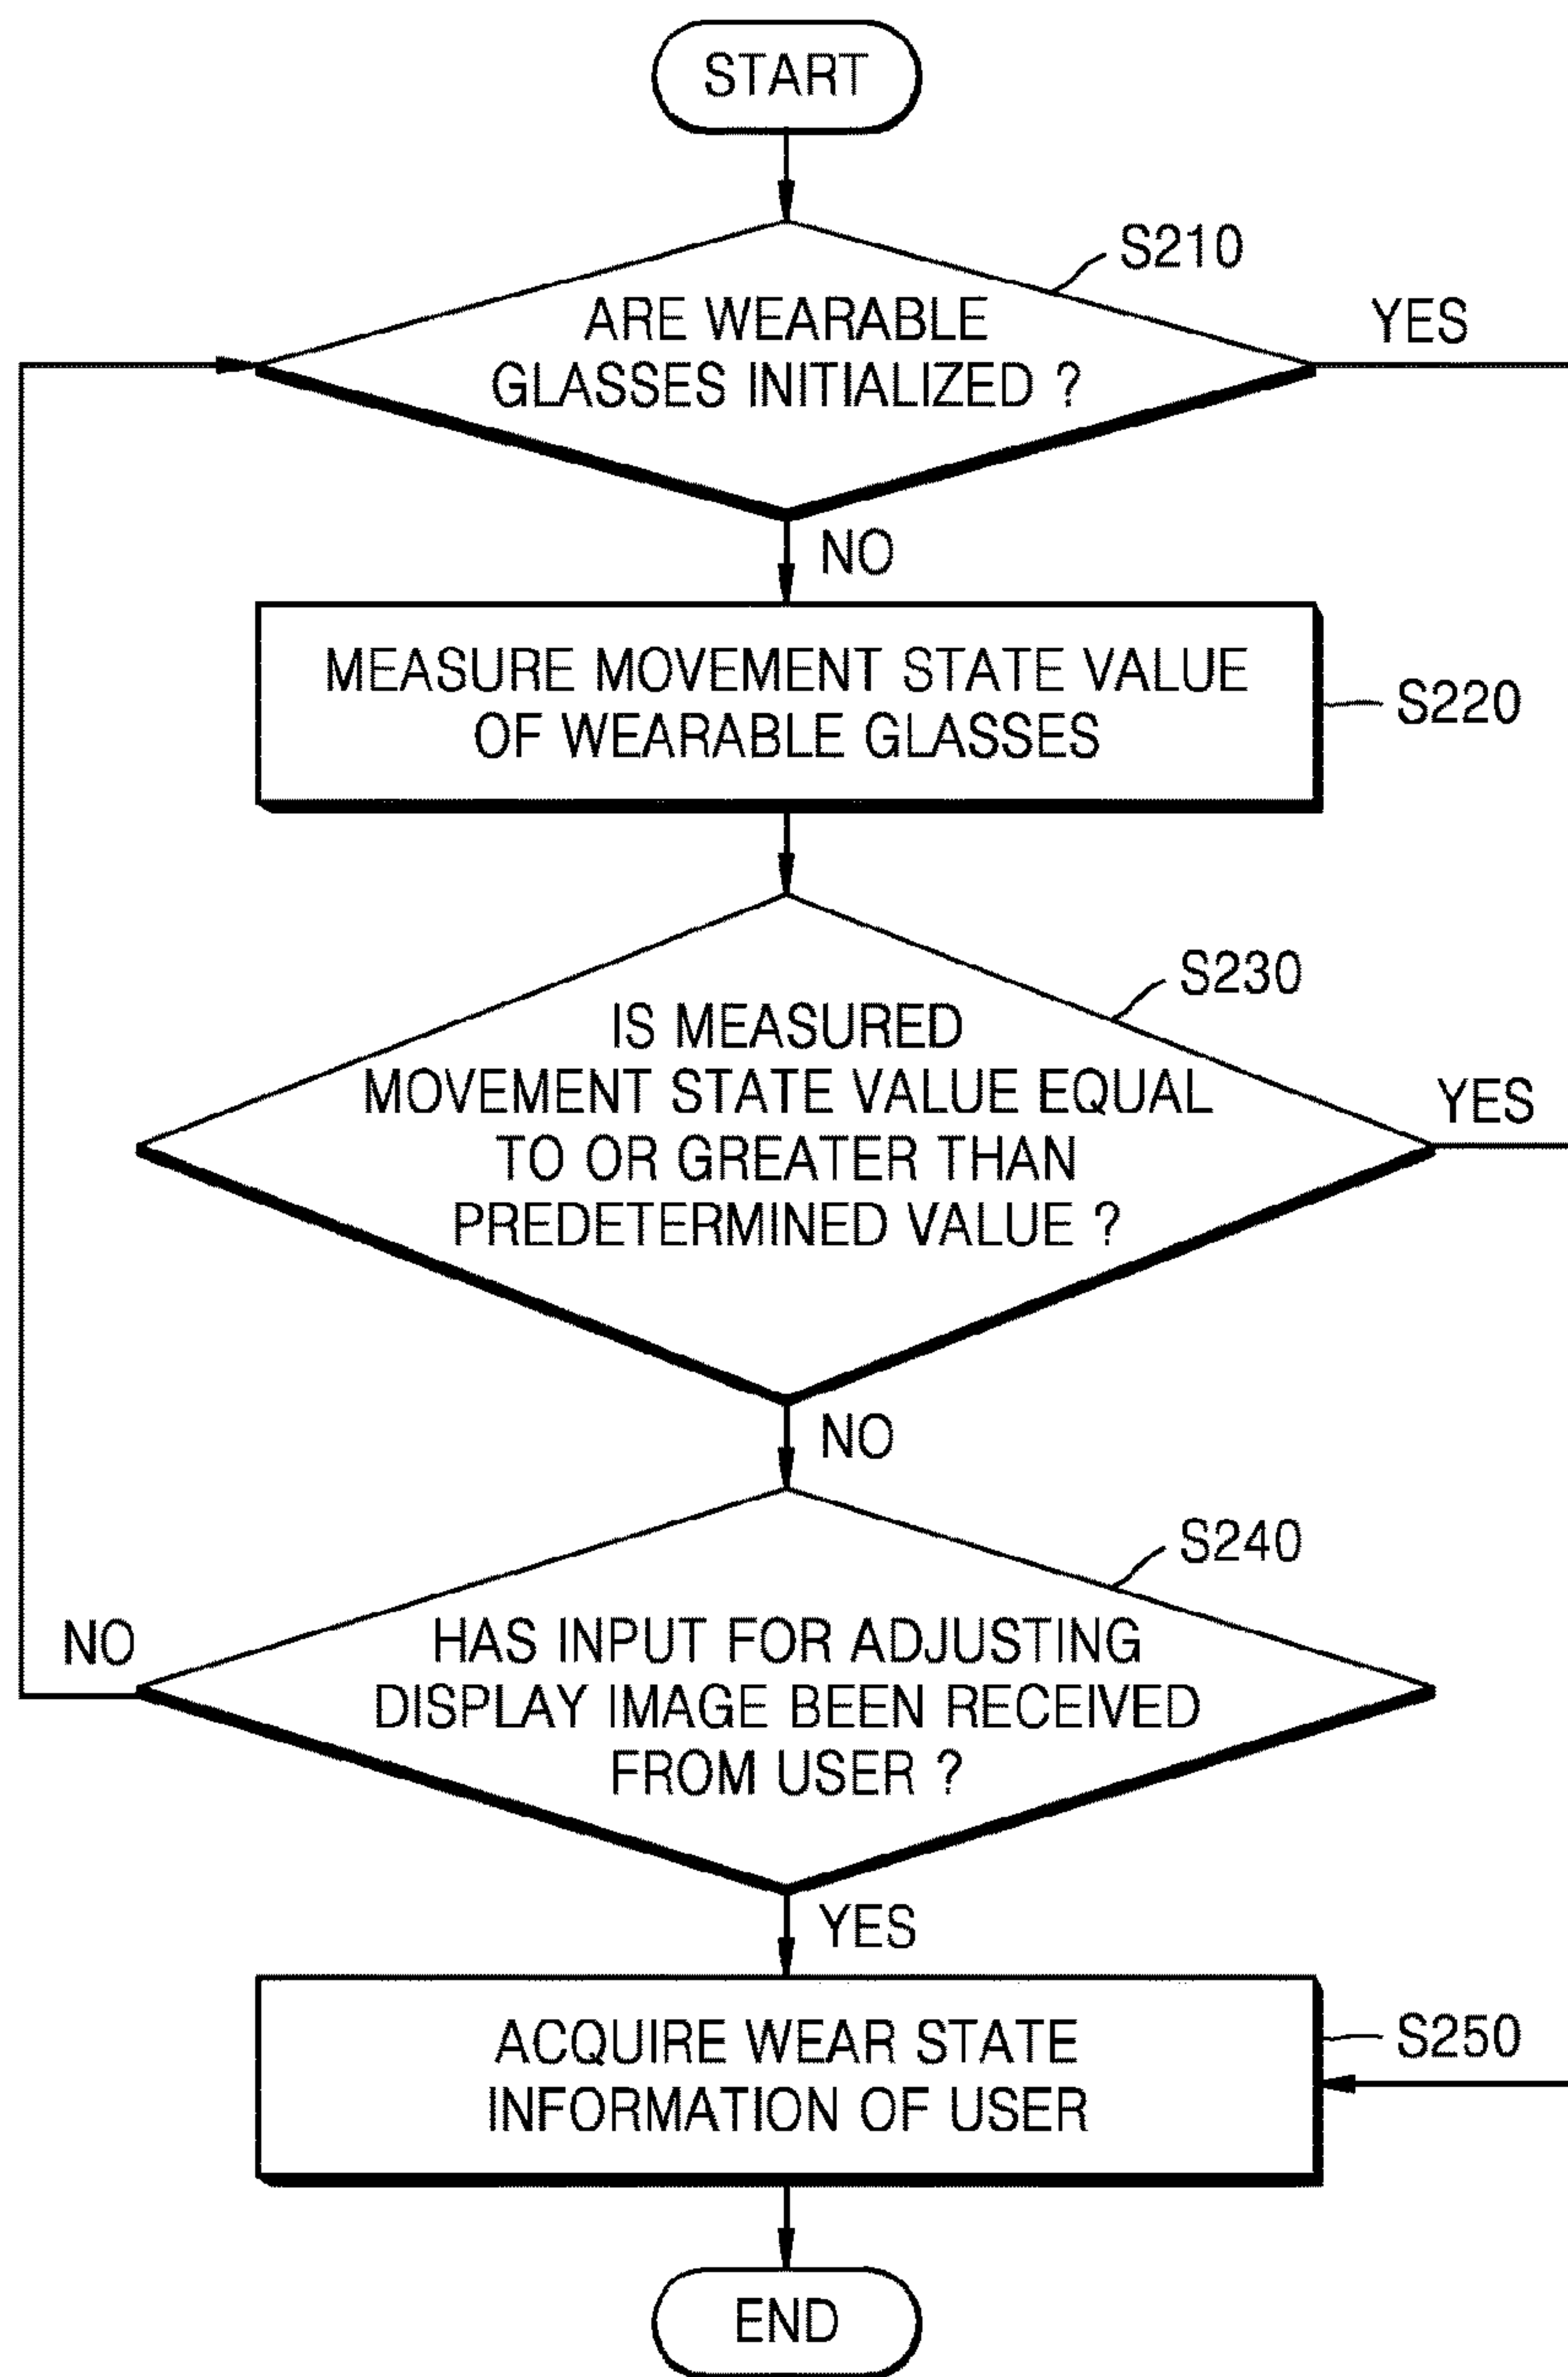 START
S210
ARE WEARABLE
GLASSES INITIALIZED ?
YES
NO
MEASURE MOVEMENT STATE VALUE
OF WEARABLE GLASSES
S220
S230
IS MEASURED
MOVEMENT STATE VALUE EQUAL
TO OR GREATER THAN
PREDETERMINED VALUE ?
YES
NO
S240
HAS INPUT FOR ADJUSTING
DISPLAY IMAGE BEEN RECEIVED
FROM USER ?
NO
YES
ACQUIRE WEAR STATE
INFORMATION OF USER
S250
END